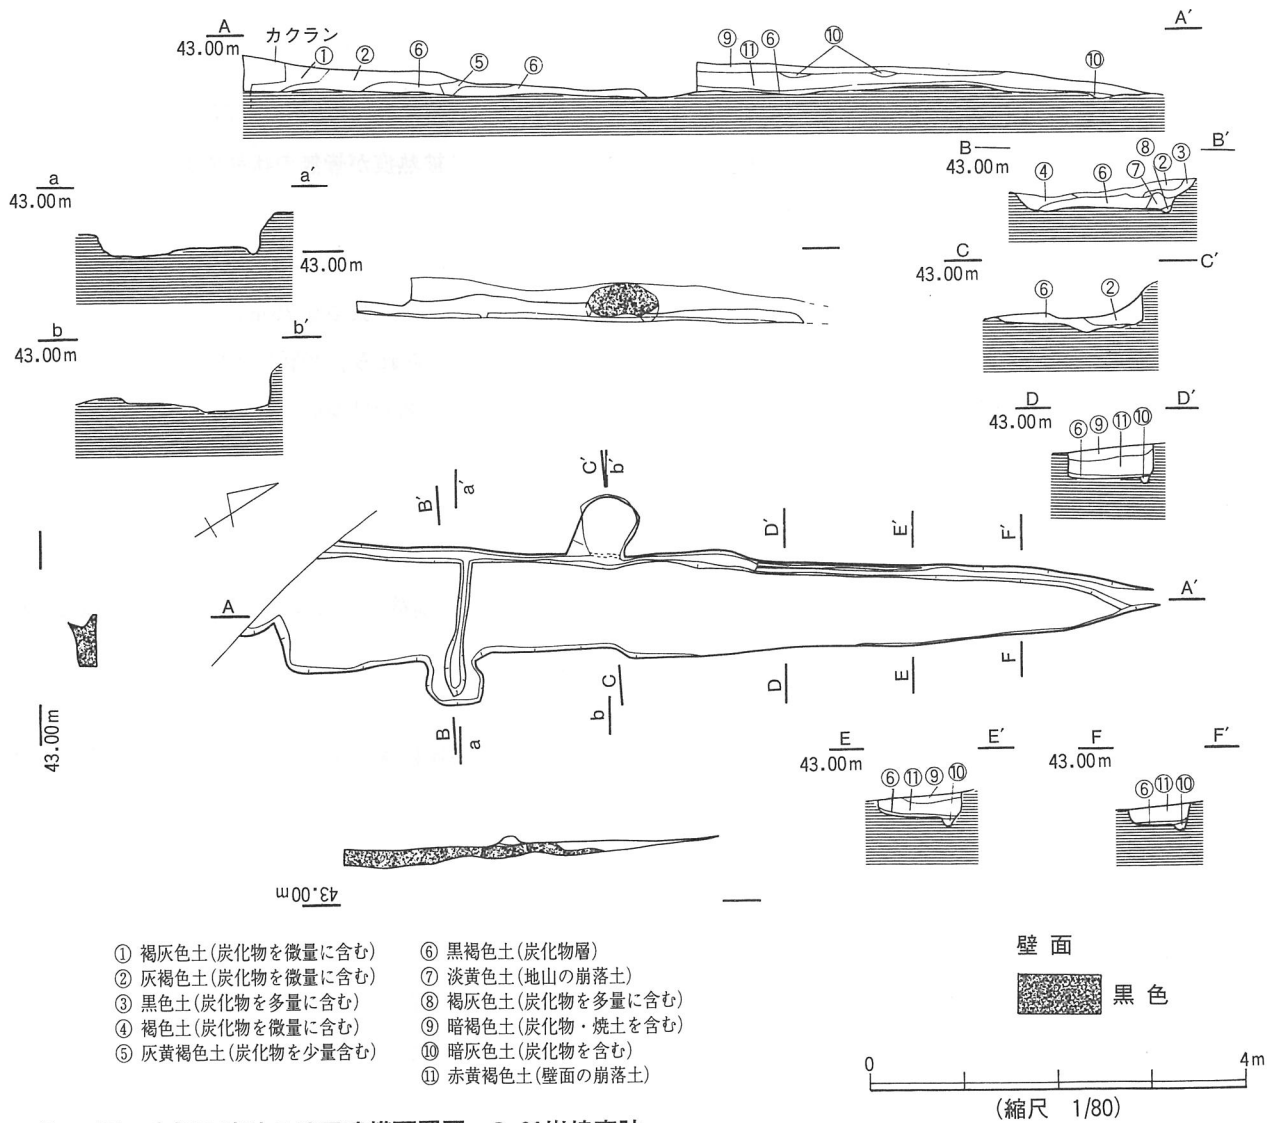 A
43.00m
カクラン
① ② ⑥ ⑤ ⑥
⑨ ⑪ ⑥ ⑩
⑩
A′
B
43.00m
B′
④ ⑥ ⑧ ⑦ ② ③
a
43.00m
a′
43.00m
C
43.00m
C′
⑥ ②
b
43.00m
b′
D
43.00m
D′
⑥ ⑨ ⑪ ⑩
B′ a′ C′ b′ D′ E′ F′
A A′
B a C b D E F
43.00m
E
43.00m
E′
⑥ ⑪ ⑨ ⑩
F
43.00m
F′
⑥ ⑪ ⑩
43.00m
① 褐灰色土(炭化物を微量に含む)
② 灰褐色土(炭化物を微量に含む)
③ 黒色土(炭化物を多量に含む)
④ 褐色土(炭化物を微量に含む)
⑤ 灰黄褐色土(炭化物を少量含む)
⑥ 黒褐色土(炭化物層)
⑦ 淡黄色土(地山の崩落土)
⑧ 褐灰色土(炭化物を多量に含む)
⑨ 暗褐色土(炭化物・焼土を含む)
⑩ 暗灰色土(炭化物を含む)
⑪ 赤黄褐色土(壁面の崩落土)
壁面
黒色
0 4m
(縮尺 1/80)